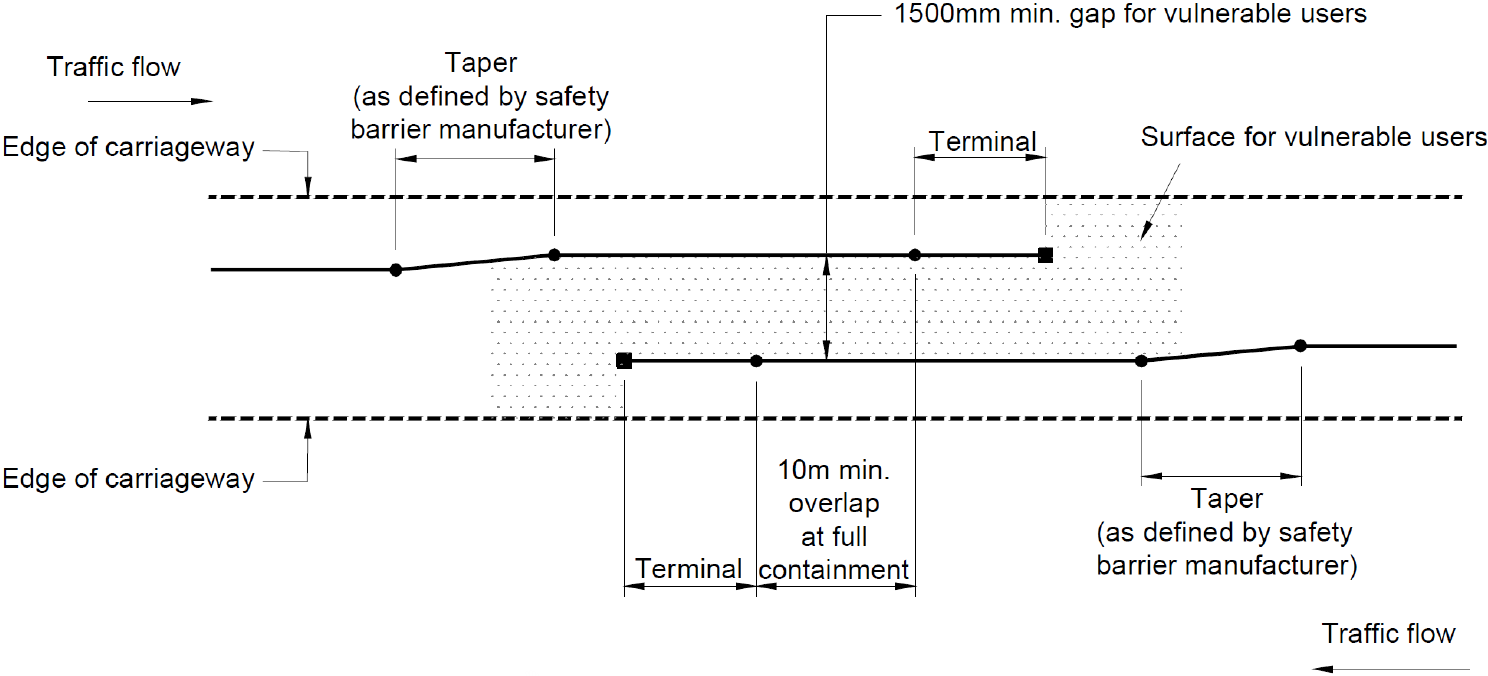 1500mm min. gap for vulnerable users
Traffic flow
Taper
(as defined by safety
barrier manufacturer)
Edge of carriageway
Terminal
Surface for vulnerable users
Edge of carriageway
10m min.
overlap
at full
containment
Terminal
Taper
(as defined by safety
barrier manufacturer)
Traffic flow